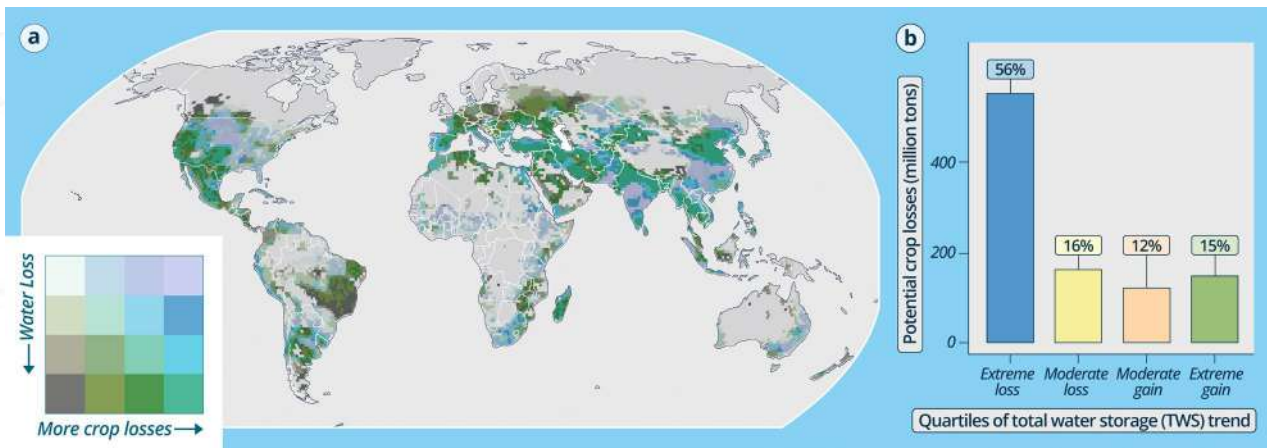 a
Water Loss
More crop losses
b
Potential crop losses (million tons)
400
200
0
56%
16%
12%
15%
Extreme loss
Moderate loss
Moderate gain
Extreme gain
Quartiles of total water storage (TWS) trend